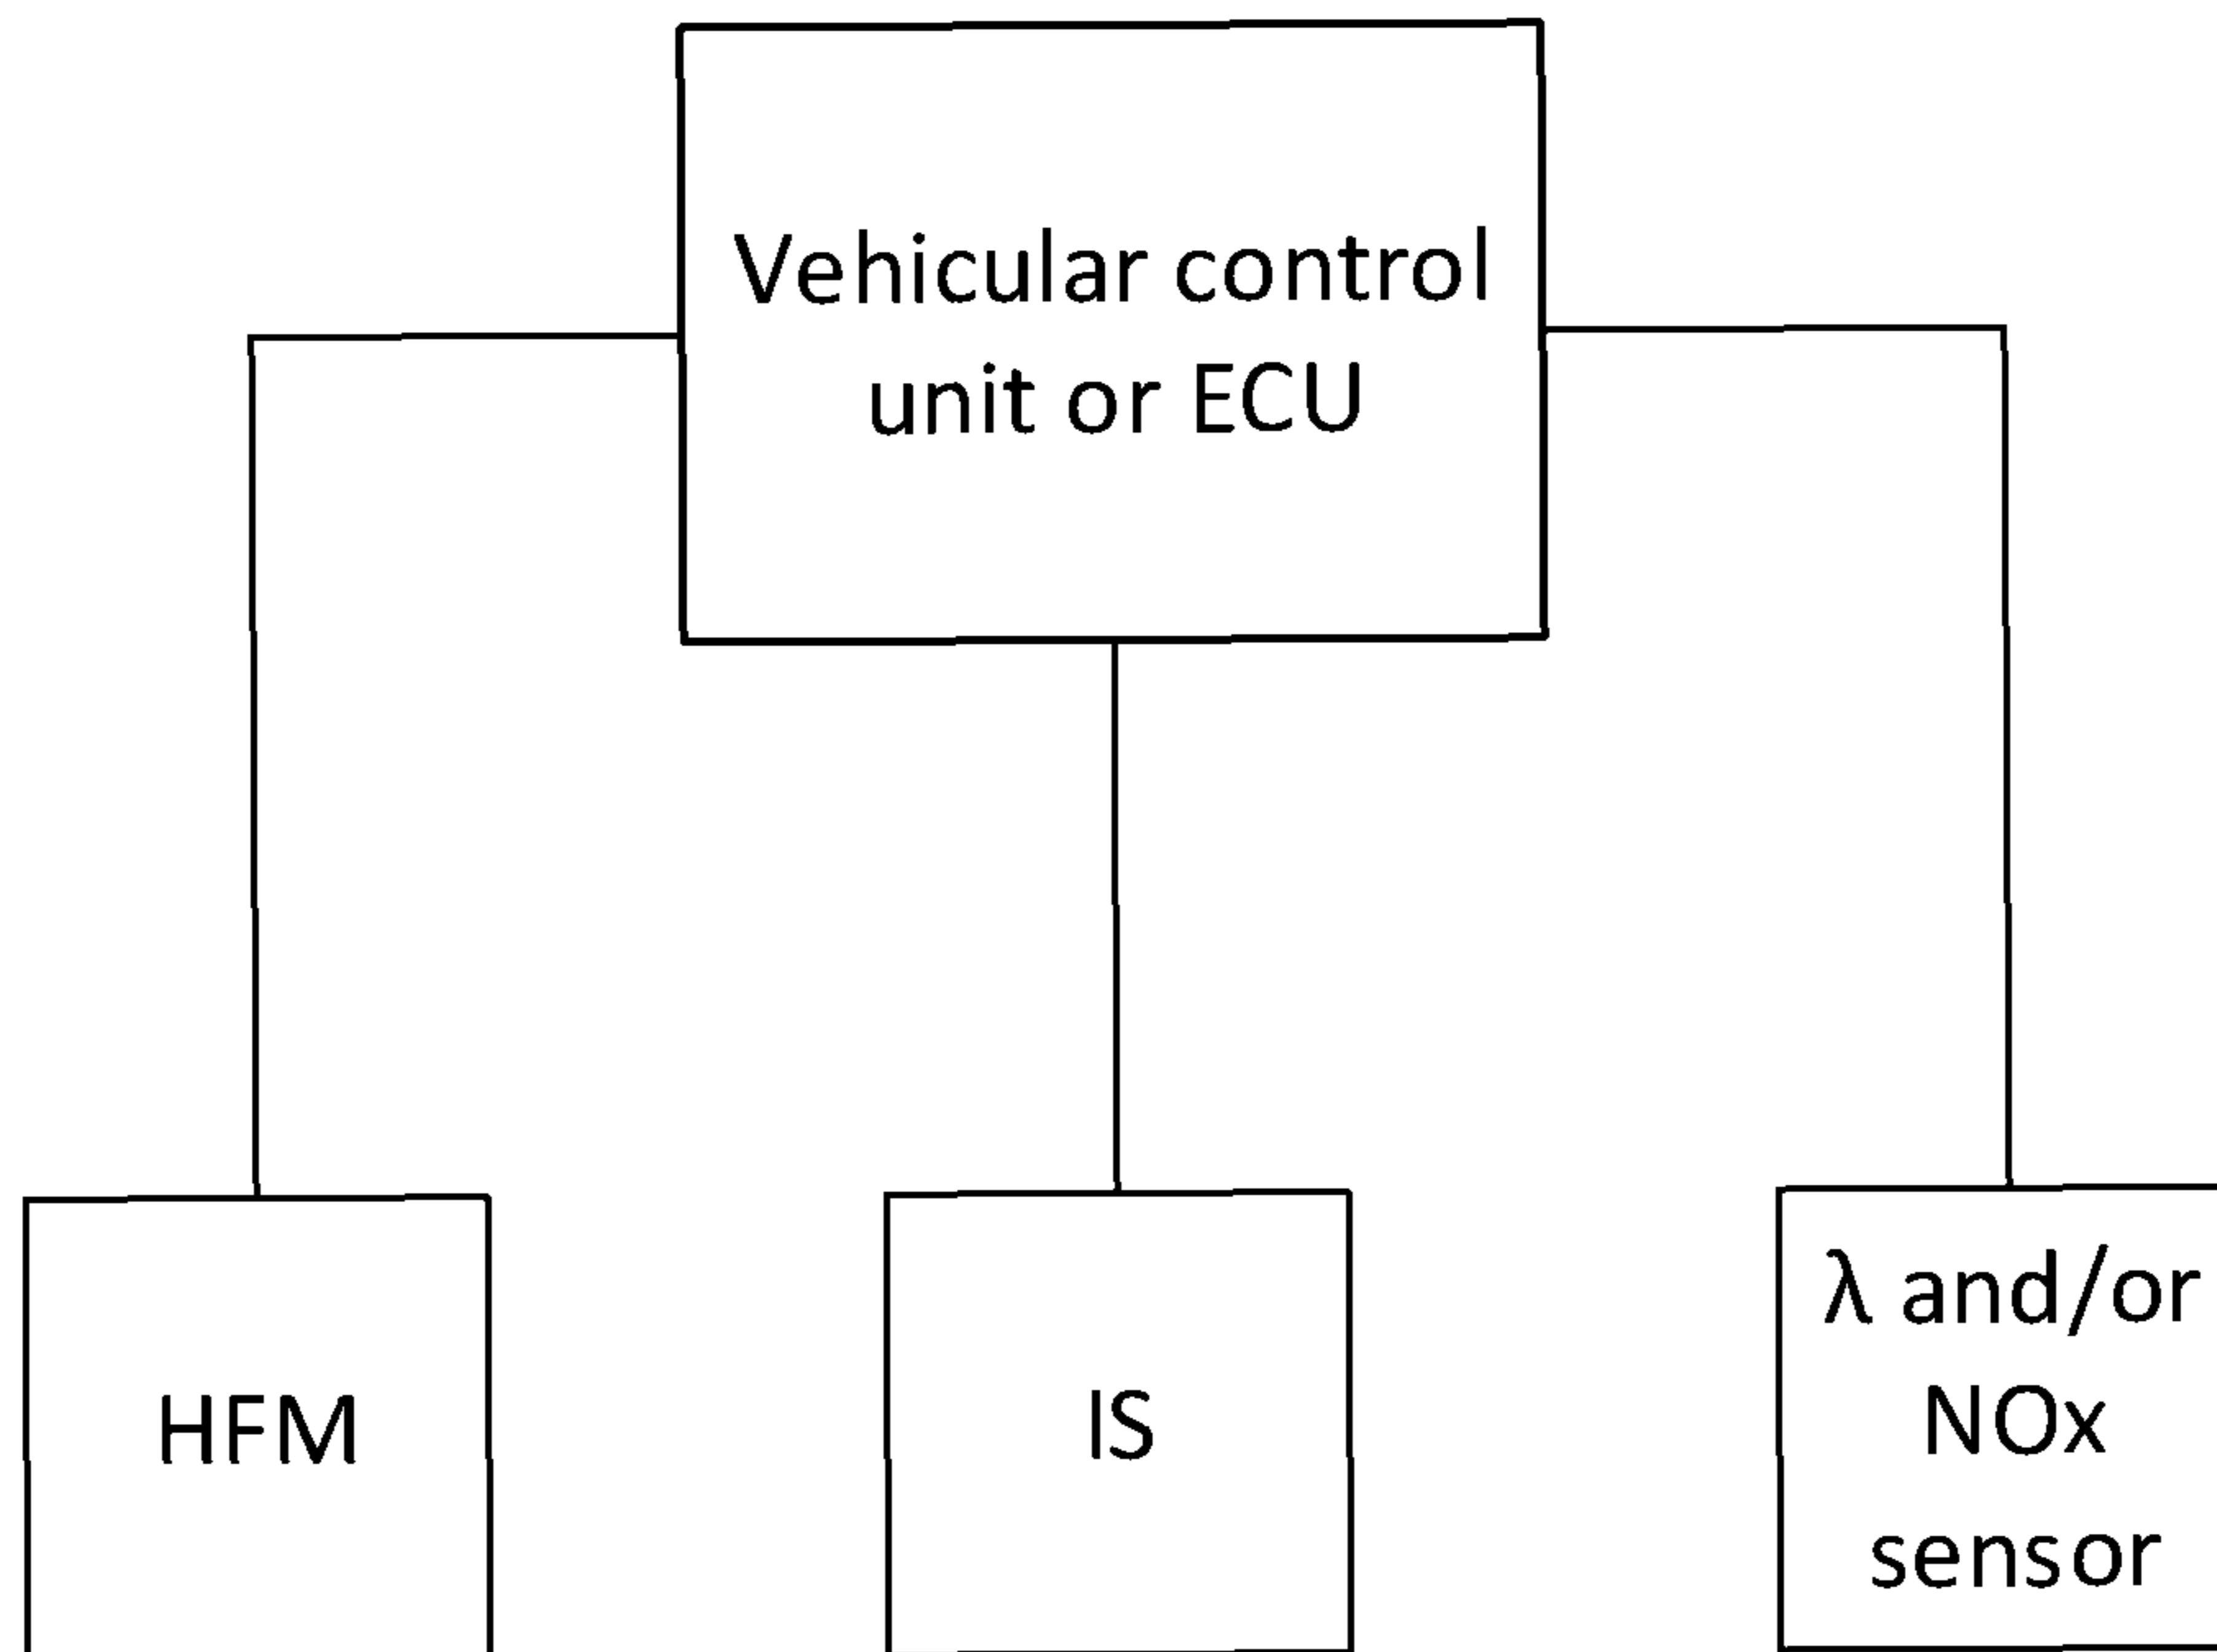 Vehicular control
unit or ECU
HFM
IS
λ and/or
NOx
sensor